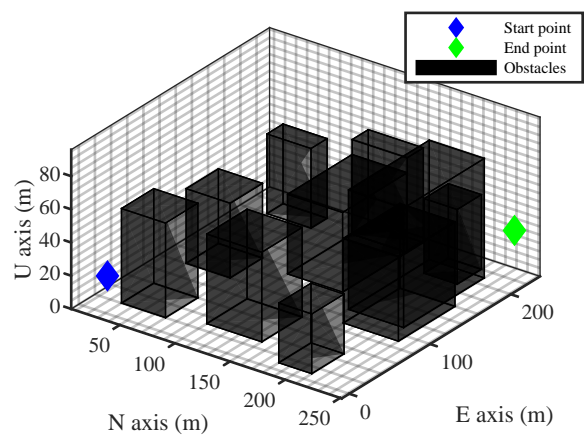 Start point
End point
Obstacles
U axis (m)
80
60
40
20
0
50
100
150
200
250
N axis (m)
0
100
200
E axis (m)